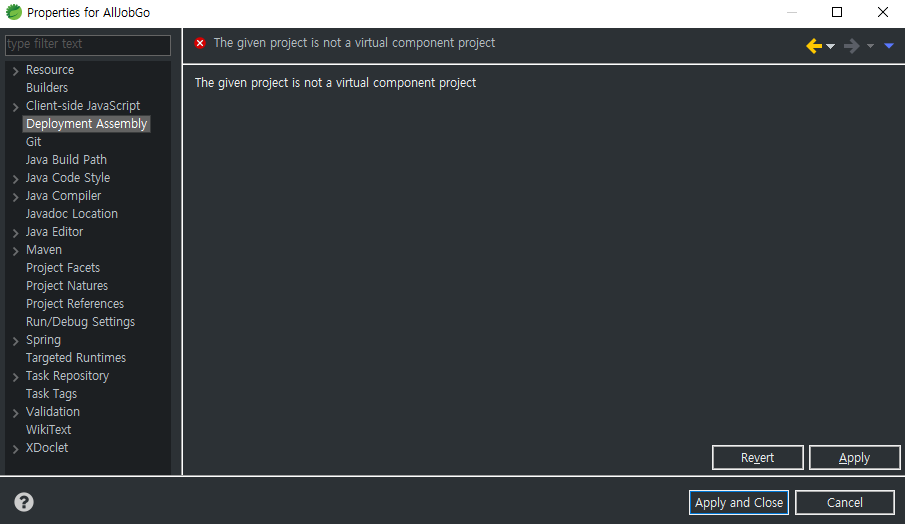 Properties for AllJobGo
type filter text
The given project is not a virtual component project
Resource
Builders
Client-side JavaScript
Deployment Assembly
Git
Java Build Path
Java Code Style
Java Compiler
Javadoc Location
Java Editor
Maven
Project Facets
Project Natures
Project References
Run/Debug Settings
Spring
Targeted Runtimes
Task Repository
Task Tags
Validation
WikiText
XDoclet
The given project is not a virtual component project
Revert
Apply
?
Apply and Close
Cancel